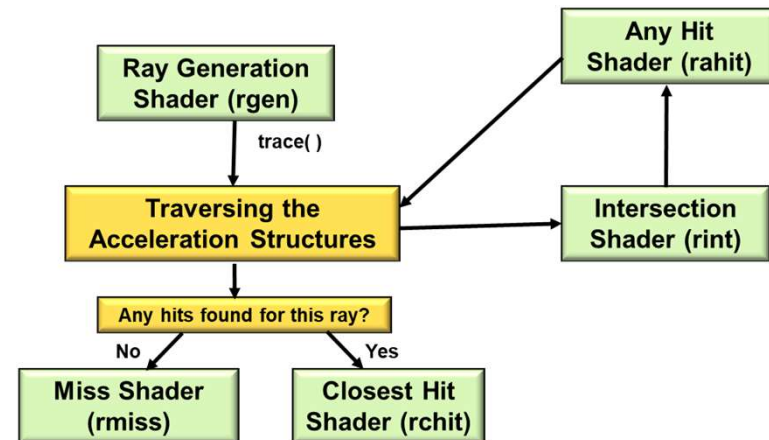 Ray Generation
Shader (rgen)
trace( )
Any Hit
Shader (rahit)
Traversing the
Acceleration Structures
Intersection
Shader (rint)
Any hits found for this ray?
No
Yes
Miss Shader
(rmiss)
Closest Hit
Shader (rchit)